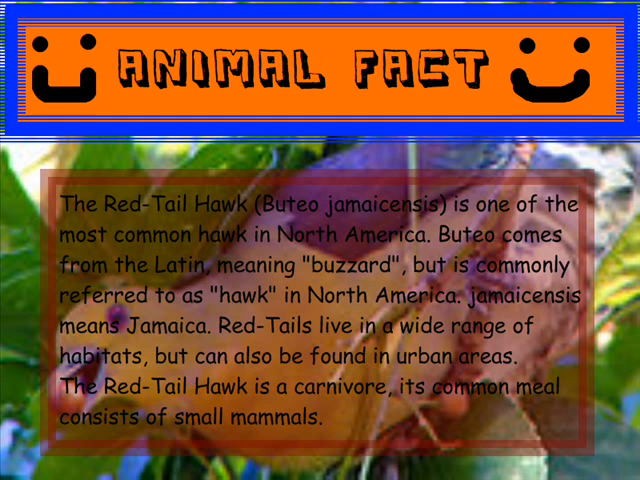 ANIMAL FACT
The Red-Tail Hawk (Buteo jamaicensis) is one of the
most common hawk in North America. Buteo comes
from the Latin, meaning "buzzard", but is commonly
referred to as "hawk" in North America. jamaicensis
means Jamaica. Red-Tails live in a wide range of
habitats, but can also be found in urban areas.
The Red-Tail Hawk is a carnivore, its common meal
consists of small mammals.